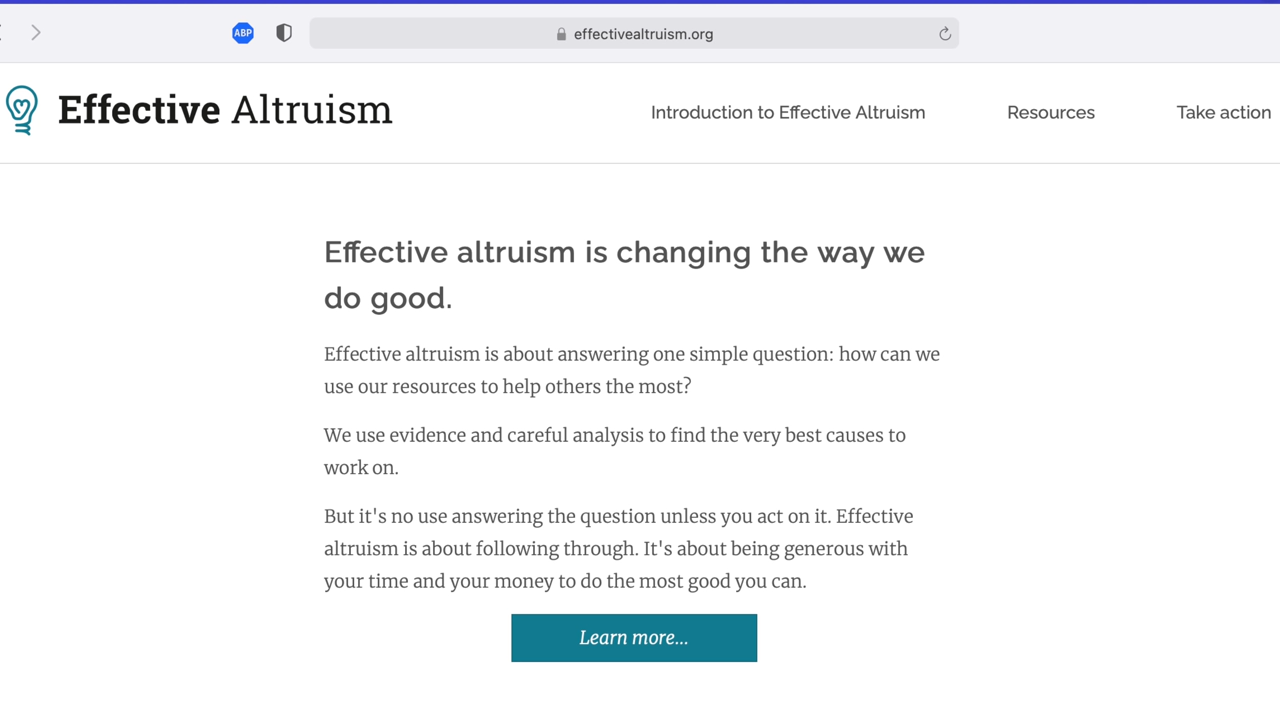 ABP
effectivealtruism.org
Effective Altruism
Introduction to Effective Altruism
Resources
Take action
Effective altruism is changing the way we
do good.
Effective altruism is about answering one simple question: how can we
use our resources to help others the most?
We use evidence and careful analysis to find the very best causes to
work on.
But it's no use answering the question unless you act on it. Effective
altruism is about following through. It's about being generous with
your time and your money to do the most good you can.
Learn more...